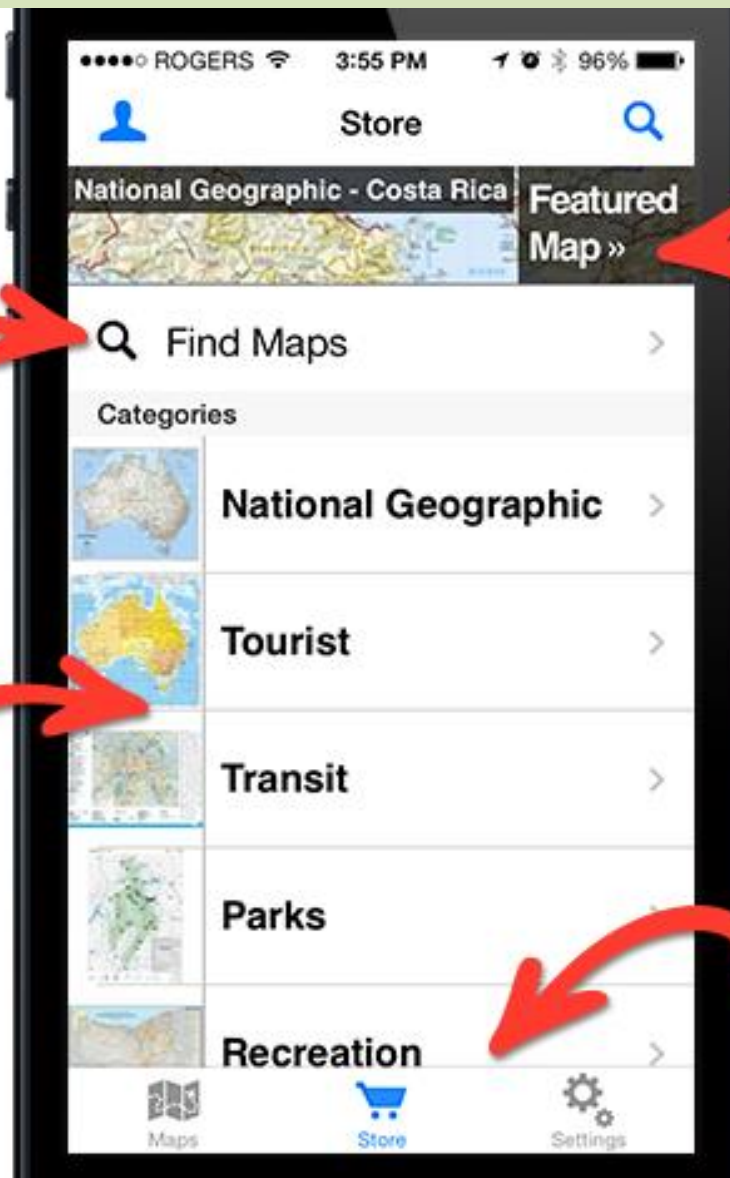 ROGERS 3:55 PM 96%
Store
National Geographic - Costa Rica
Featured
Map »
Find Maps
Categories
National Geographic
Tourist
Transit
Parks
Recreation
Maps Store Settings